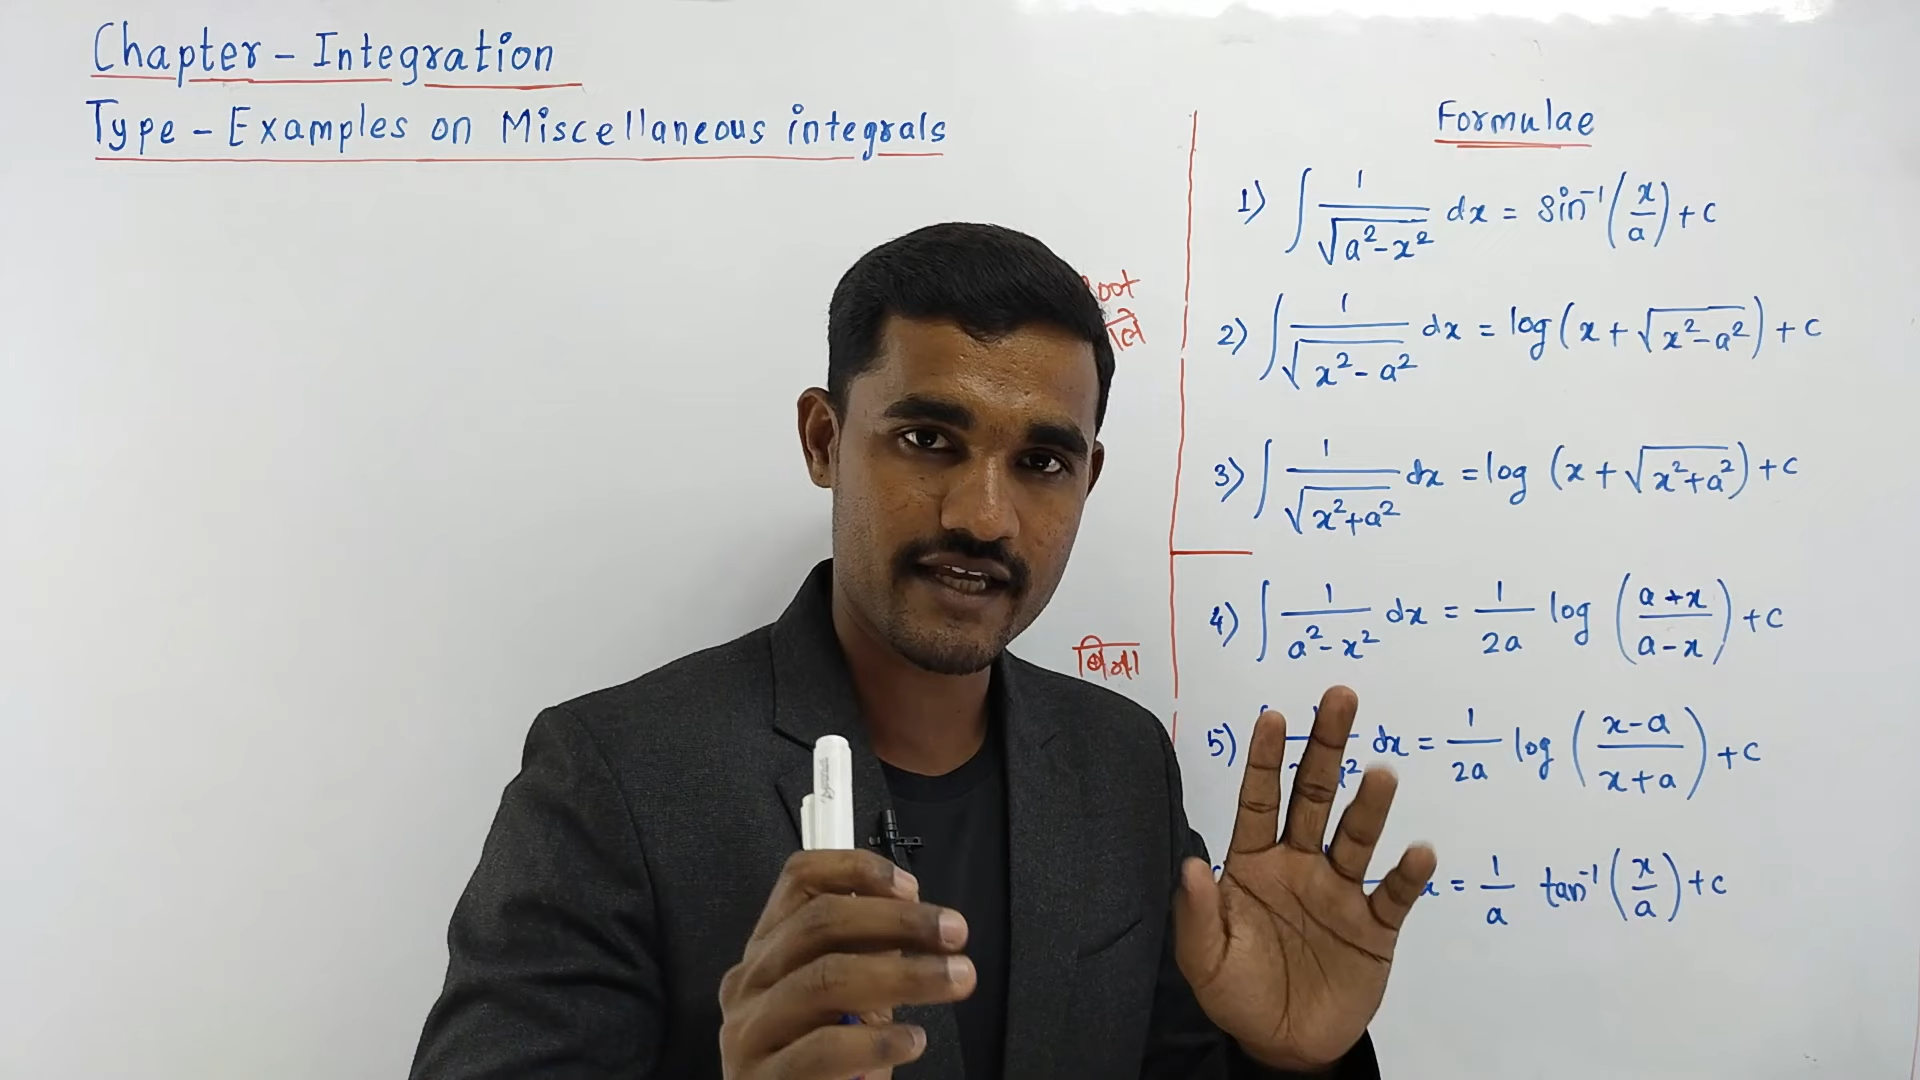 Chapter - Integration
Type - Examples on Miscellaneous integrals
Formulae
1) ∫ 1/√(a²-x²) dx = sin⁻¹(x/a) + c
2) ∫ 1/√(x²-a²) dx = log(x + √(x²-a²)) + c
3) ∫ 1/√(x²+a²) dx = log(x + √(x²+a²)) + c
4) ∫ 1/(a²-x²) dx = 1/2a log((a+x)/(a-x)) + c
5) dx = 1/2a log((x-a)/(x+a)) + c
= 1/a tan⁻¹(x/a) + c